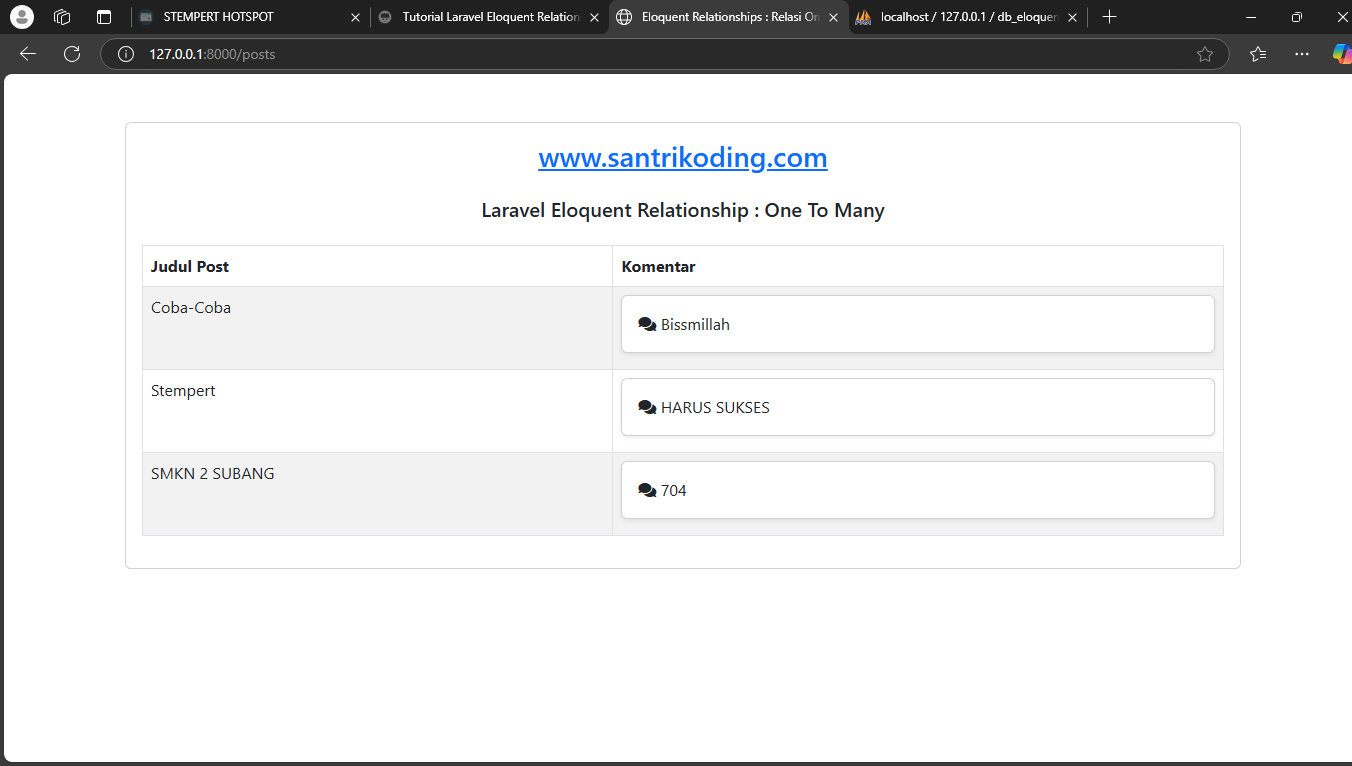 STEMPERT HOTSPOT
Tutorial Laravel Eloquent Relation
Eloquent Relationships : Relasi On
localhost / 127.0.0.1 / db_eloquen
127.0.0.1:8000/posts
www.santrikoding.com
Laravel Eloquent Relationship : One To Many
Judul Post Komentar
Coba-Coba
Bissmillah
Stempert
HARUS SUKSES
SMKN 2 SUBANG
704